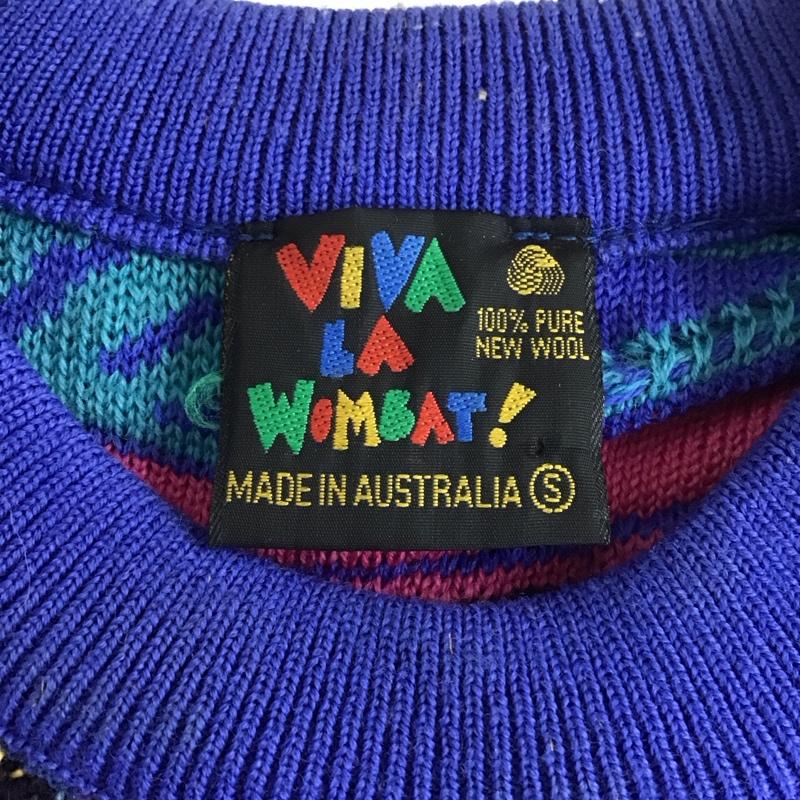 VIVA
LA
WOMBAT!
100% PURE
NEW WOOL
MADE IN AUSTRALIA S